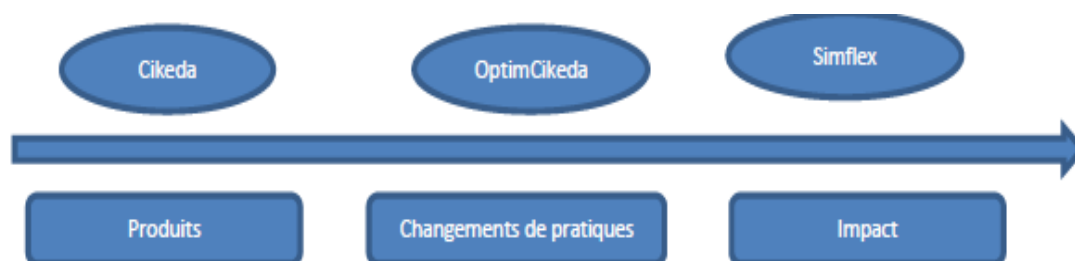 Cikeda
OptimCikeda
Simflex
Produits
Changements de pratiques
Impact